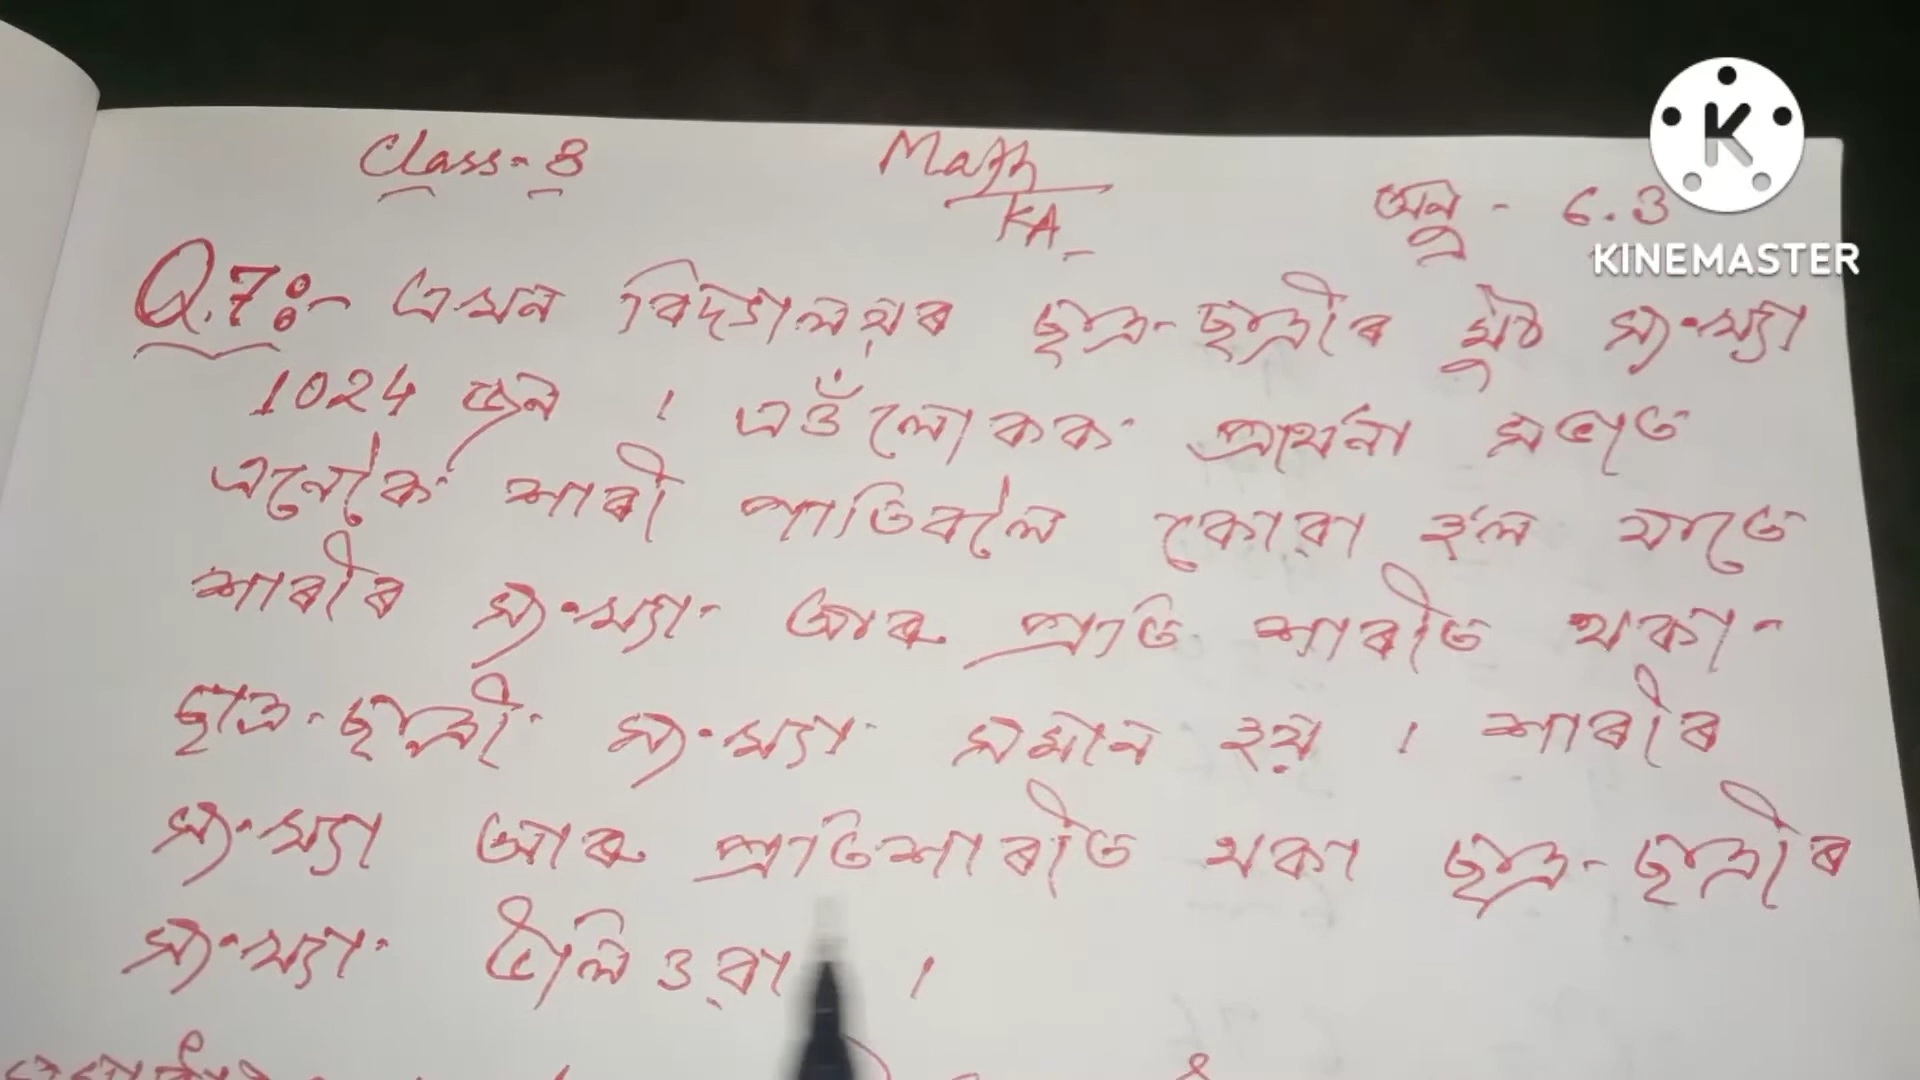 Class- 8 Math অনু - 6.3
KA
KINEMASTER
Q.7:- এখন বিদ্যালয়ৰ ছাত্ৰ-ছাত্ৰীৰ মুঠ সংখ্যা
1024 জন । এওঁলোকক প্ৰাৰ্থনা সভাত
এনেকৈ শাৰী পাতিবলৈ কোৱা হ'ল যাতে
শাৰীৰ সংখ্যা আৰু প্ৰতি শাৰীত থকা
ছাত্ৰ-ছাত্ৰী সংখ্যা সমান হয় । শাৰীৰ
সংখ্যা আৰু প্ৰতিশাৰীত থকা ছাত্ৰ-ছাত্ৰীৰ
সংখ্যা উলিওৱা ।